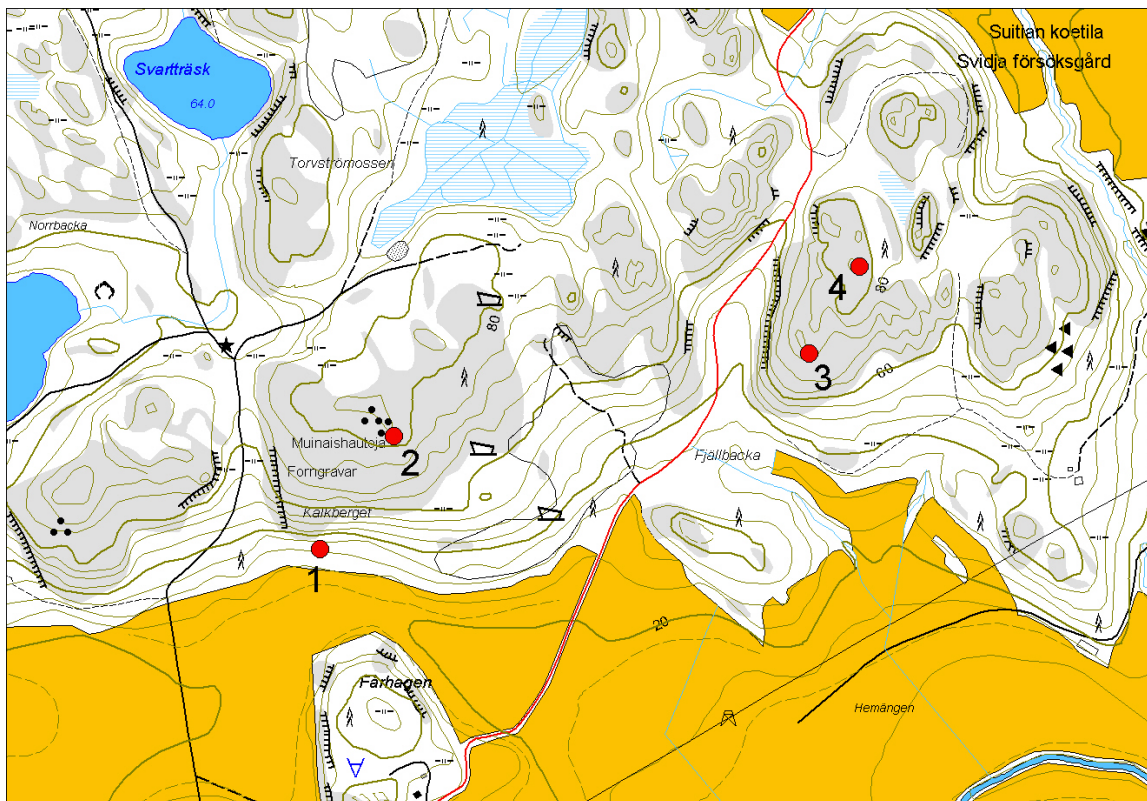 Suitian koetila
Svidja försöksgård
Svartträsk
64.0
Torvströmossen
Norrbacka
80
80
4
3
60
Muinaishautoja
2
Forngravar
Fjällbacka
Kalkberget
1
20
Fårhagen
Hemängen